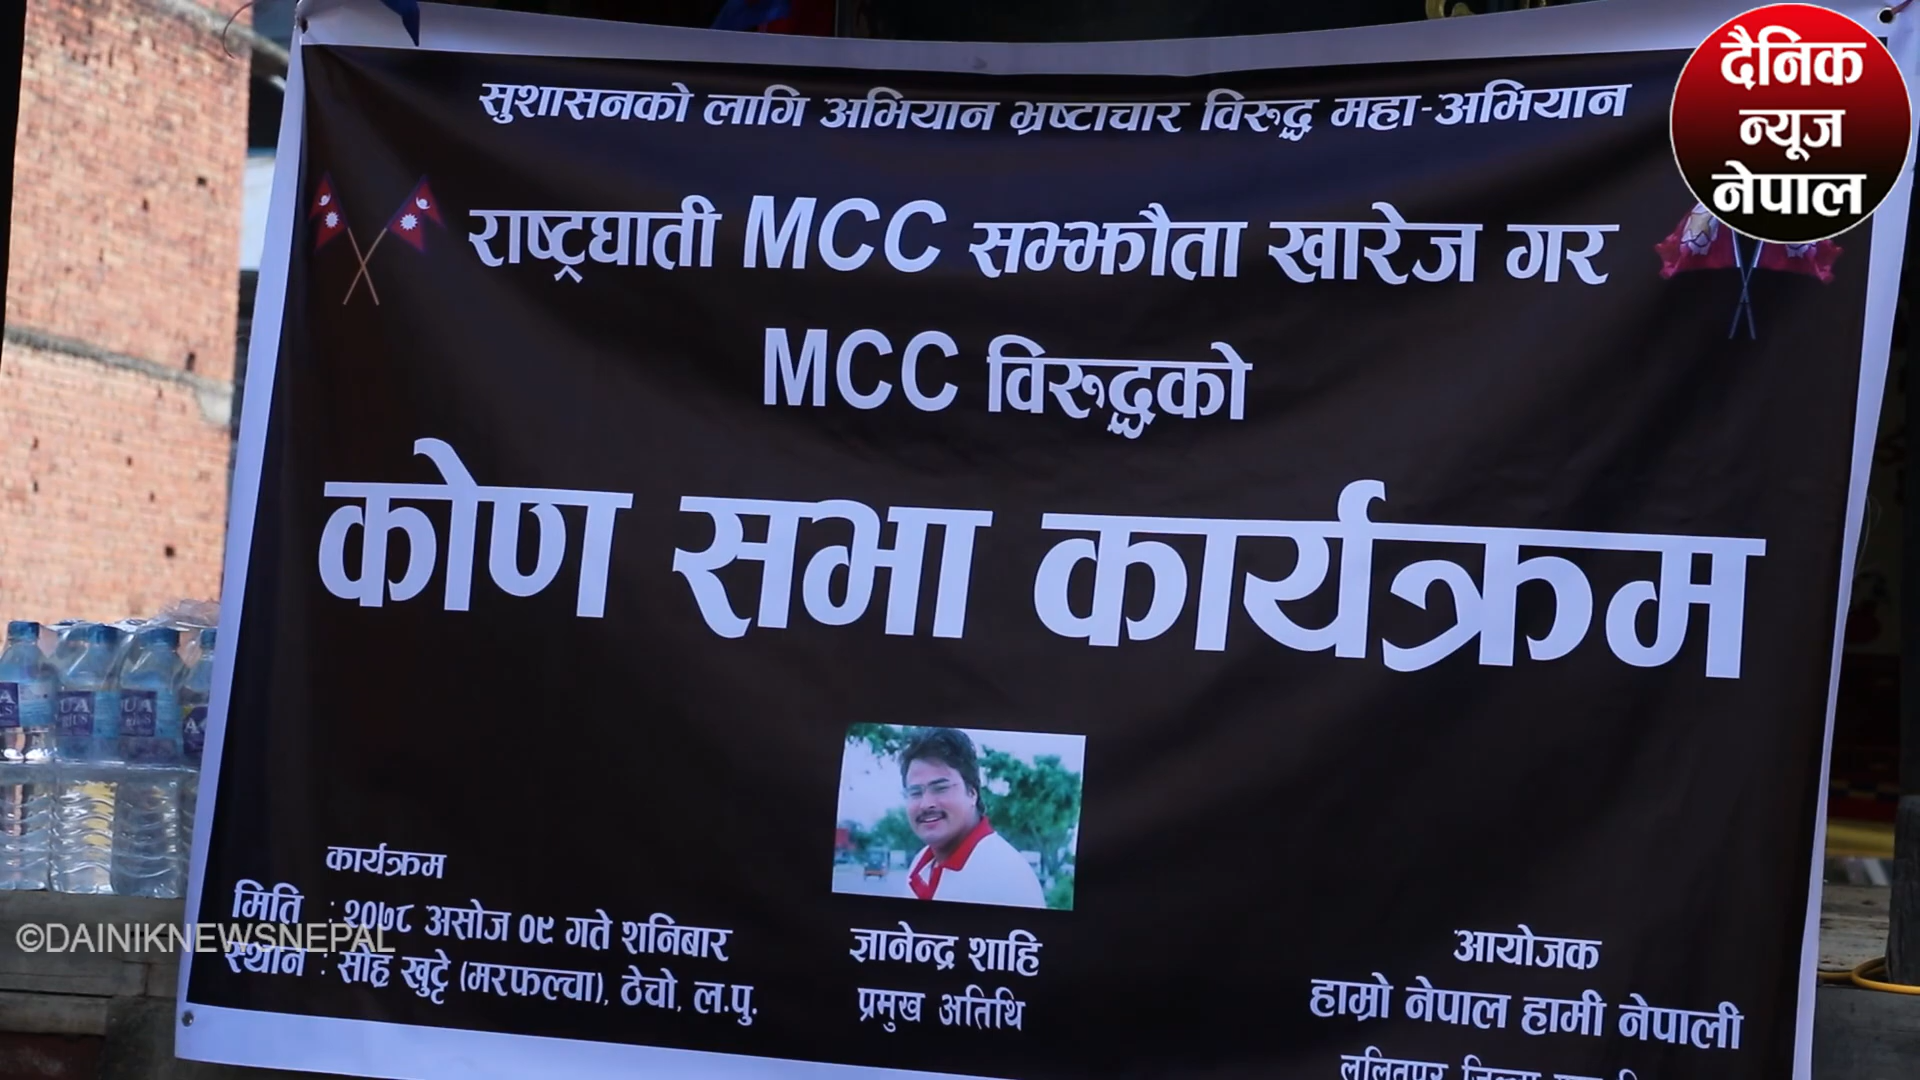 दैनिक
न्यूज
नेपाल
सुशासनको लागि अभियान भ्रष्टाचार विरुद्ध महा-अभियान
राष्ट्रघाती MCC सम्झौता खारेज गर
MCC विरुद्धको
कोण सभा कार्यक्रम
कार्यक्रम
मिति : २०७८ असोज ०९ गते शनिबार
स्थान : सोह्र खुट्टे (मरफल्चा), ठेचो, ल.पु.
ज्ञानेन्द्र शाहि
प्रमुख अतिथि
आयोजक
हाम्रो नेपाल हामी नेपाली
ललितपुर जिल्ला
©DAINIKNEWSNEPAL